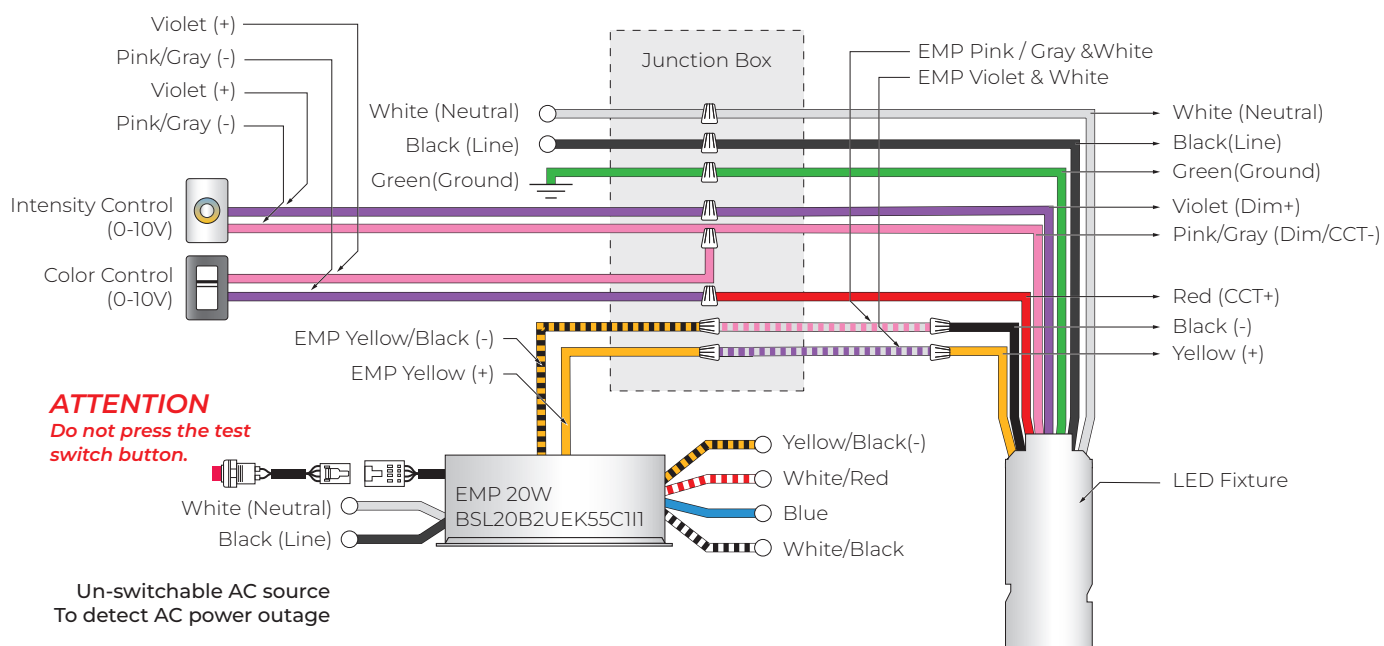 Violet (+)
Pink/Gray (-)
Violet (+)
Pink/Gray (-)
Junction Box
EMP Pink / Gray &White
EMP Violet & White
White (Neutral)
Black (Line)
Green(Ground)
White (Neutral)
Black(Line)
Green(Ground)
Violet (Dim+)
Pink/Gray (Dim/CCT-)
Red (CCT+)
Black (-)
Yellow (+)
Intensity Control
(0-10V)
Color Control
(0-10V)
EMP Yellow/Black (-)
EMP Yellow (+)
ATTENTION
Do not press the test
switch button.
White (Neutral)
Black (Line)
EMP 20W
BSL20B2UEK55C1I1
Yellow/Black(-)
White/Red
Blue
White/Black
LED Fixture
Un-switchable AC source
To detect AC power outage